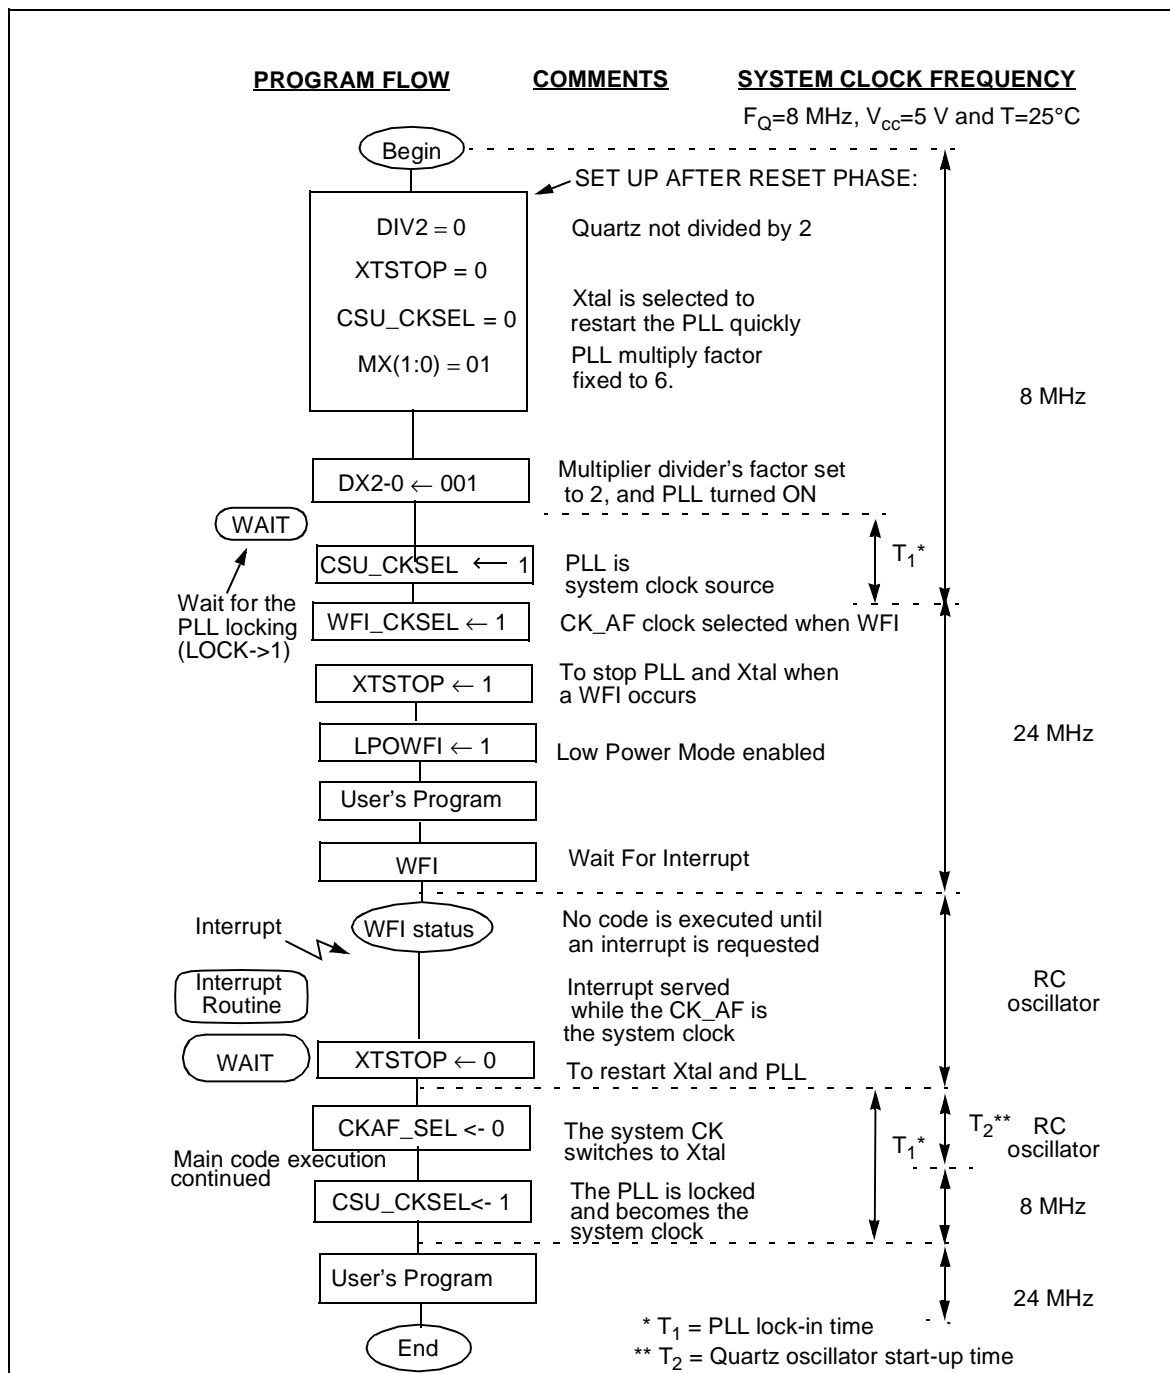 PROGRAM FLOW COMMENTS SYSTEM CLOCK FREQUENCY
F_Q=8 MHz, V_cc=5 V and T=25°C
Begin
SET UP AFTER RESET PHASE:
DIV2 = 0 Quartz not divided by 2
XTSTOP = 0
Xtal is selected to
restart the PLL quickly
CSU_CKSEL = 0
PLL multiply factor
fixed to 6.
MX(1:0) = 01
8 MHz
DX2-0 ← 001
Multiplier divider's factor set
to 2, and PLL turned ON
WAIT
T_1*
CSU_CKSEL ← 1
PLL is
system clock source
Wait for the
PLL locking
(LOCK->1)
WFI_CKSEL ← 1 CK_AF clock selected when WFI
XTSTOP ← 1
To stop PLL and Xtal when
a WFI occurs
24 MHz
LPOWFI ← 1 Low Power Mode enabled
User's Program
WFI Wait For Interrupt
WFI status
No code is executed until
an interrupt is requested
Interrupt
Interrupt
Routine
Interrupt served
while the CK_AF is
the system clock
RC
oscillator
WAIT
XTSTOP ← 0 To restart Xtal and PLL
CKAF_SEL <- 0
The system CK
switches to Xtal
T_1*
T_2**
RC
oscillator
Main code execution
continued
CSU_CKSEL<- 1
The PLL is locked
and becomes the
system clock
8 MHz
User's Program
24 MHz
* T_1 = PLL lock-in time
End
** T_2 = Quartz oscillator start-up time